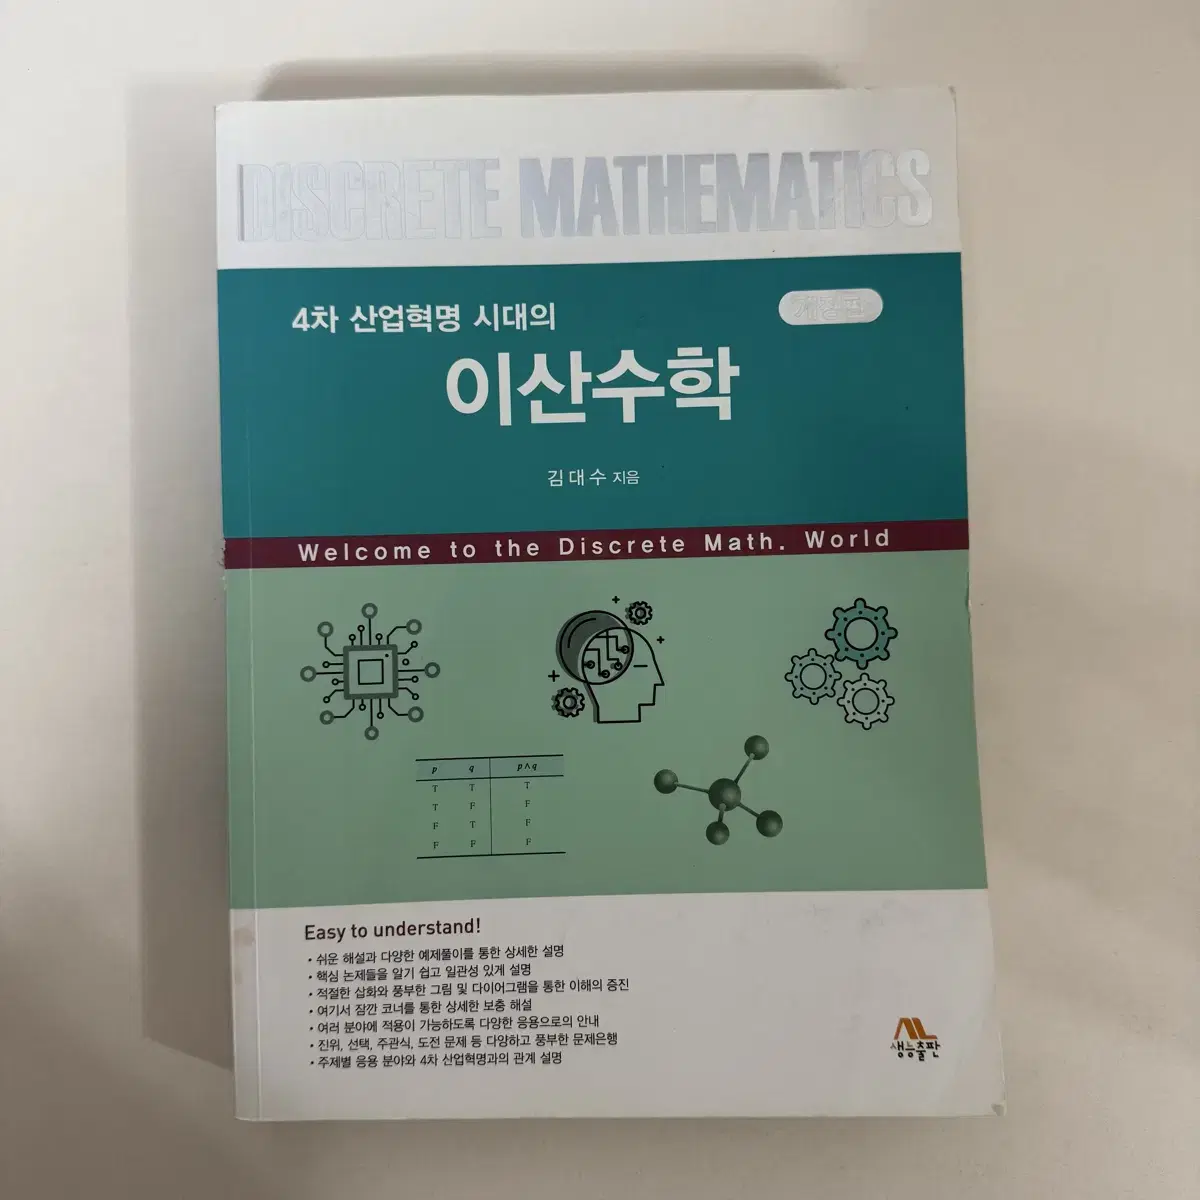 DISCRETE MATHEMATICS
4차 산업혁명 시대의
개정판
이산수학
김대수 지음
Welcome to the Discrete Math. World
p q p∧q
T T T
T F F
F T F
F F F
Easy to understand!
• 쉬운 해설과 다양한 예제풀이를 통한 상세한 설명
• 핵심 논제들을 알기 쉽고 일관성 있게 설명
• 적절한 삽화와 풍부한 그림 및 다이어그램을 통한 이해의 증진
• 여기서 잠깐 코너를 통한 상세한 보충 해설
• 여러 분야에 적용이 가능하도록 다양한 응용으로의 안내
• 진위, 선택, 주관식, 도전 문제 등 다양하고 풍부한 문제은행
• 주제별 응용 분야와 4차 산업혁명과의 관계 설명
생능출판